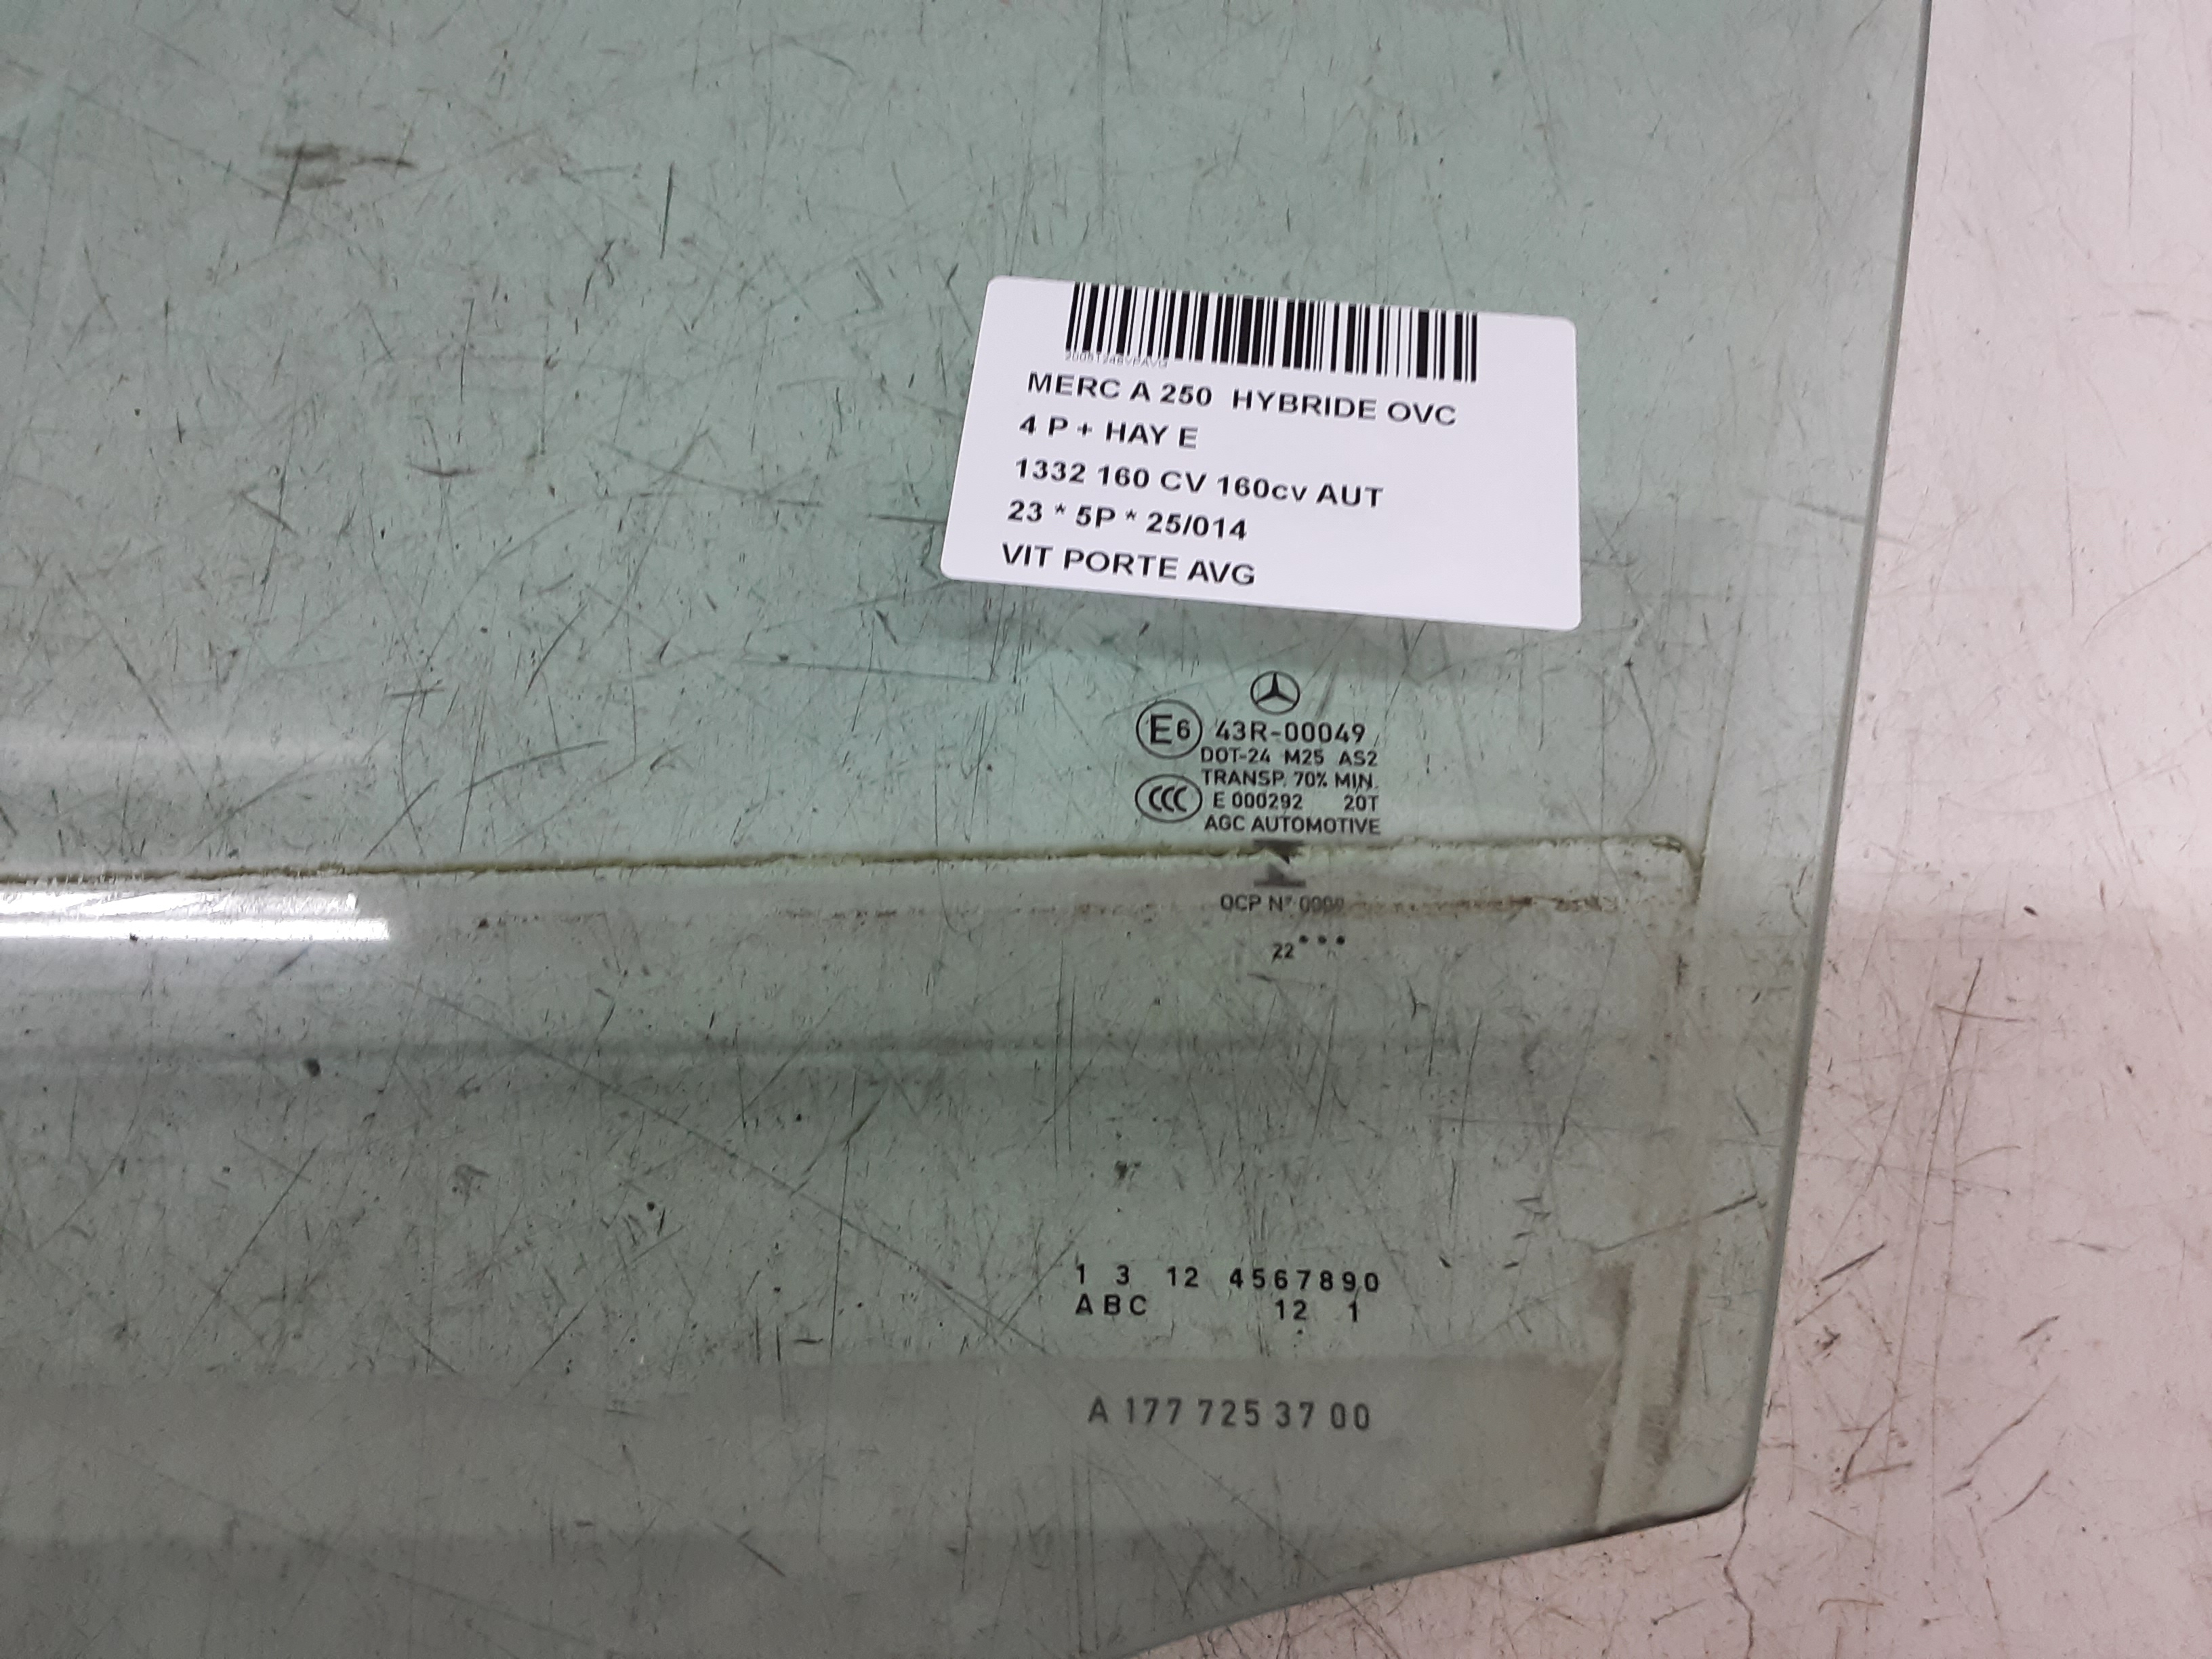 MERC A 250 HYBRIDE OVC
4 P + HAY E
1332 160 CV 160cv AUT
23 * 5P * 25/014
VIT PORTE AVG
E6 43R-00049
DOT-24 M25 AS2
TRANSP. 70% MIN.
CCC E 000292 20T
AGC AUTOMOTIVE
OCP N°
22•••
1 3 12 4567890
ABC 12 1
A 177 725 37 00